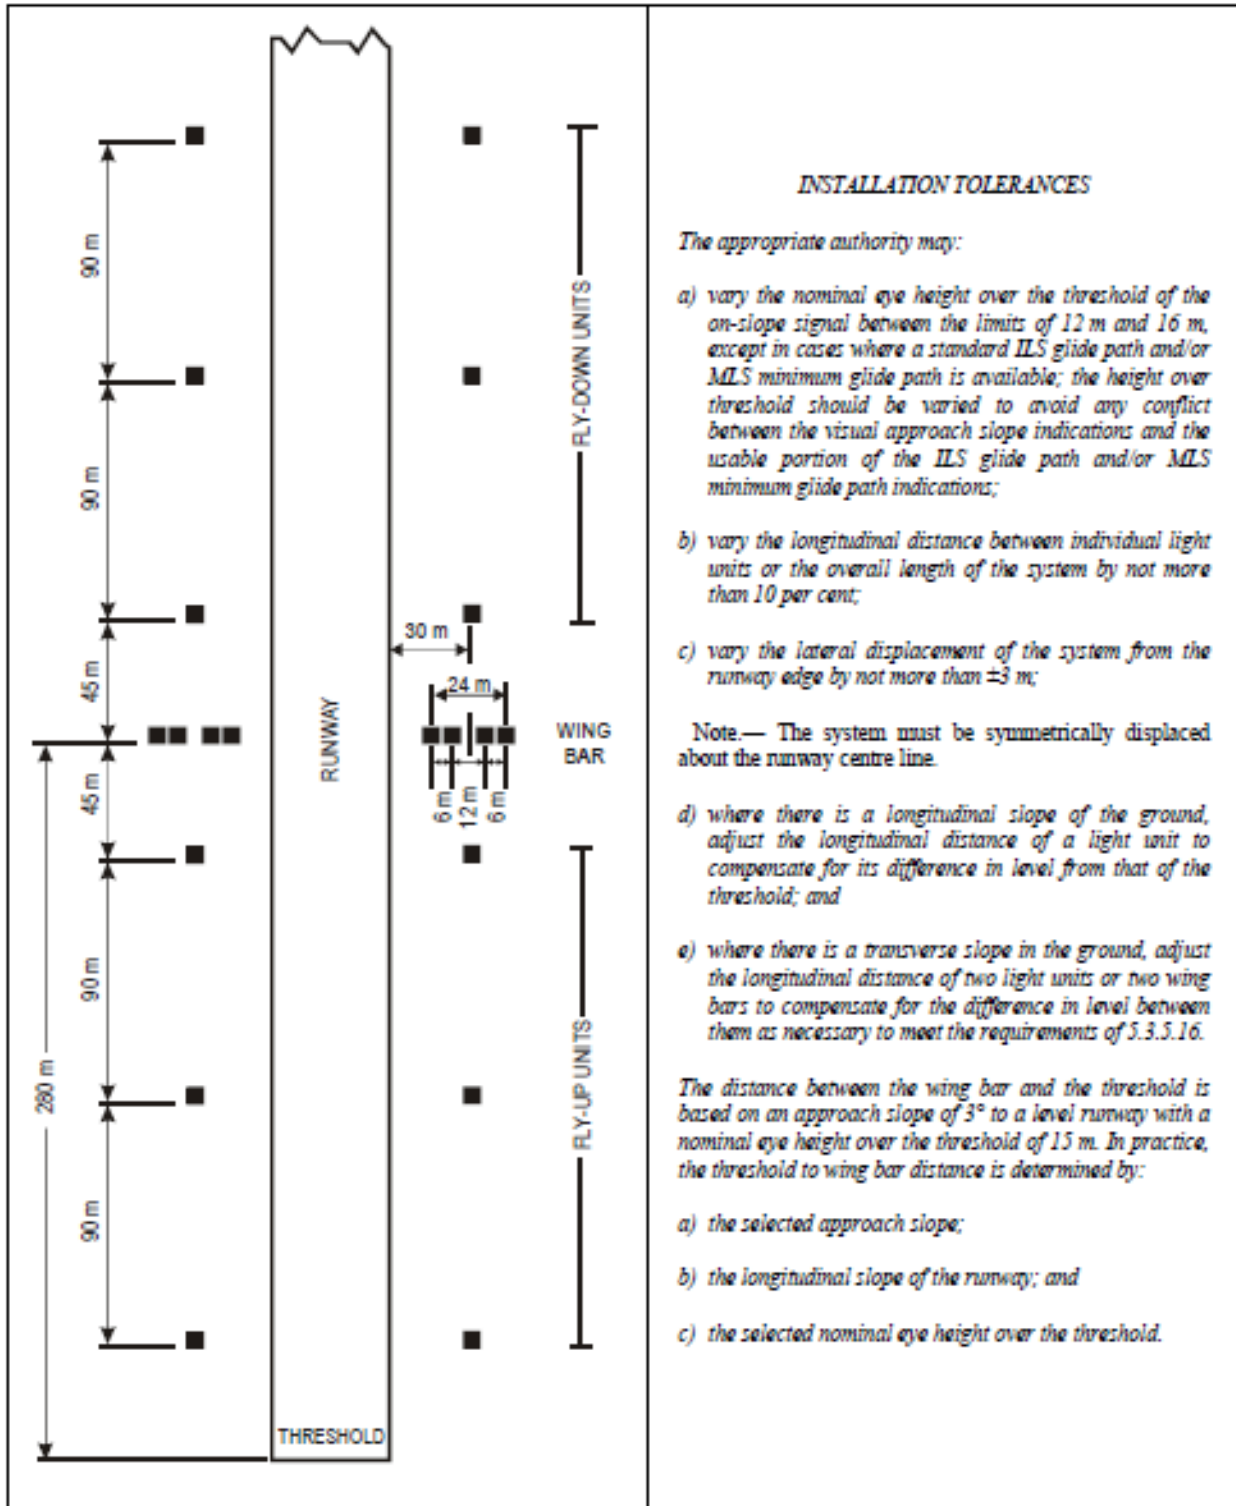 90 m
90 m
45 m
45 m
90 m
90 m
280 m
RUNWAY
THRESHOLD
30 m
24 m
6 m
12 m
6 m
WING
BAR
FLY-DOWN UNITS
FLY-UP UNITS
INSTALLATION TOLERANCES
The appropriate authority may:
a) vary the nominal eye height over the threshold of the
on-slope signal between the limits of 12 m and 16 m,
except in cases where a standard ILS glide path and/or
MLS minimum glide path is available; the height over
threshold should be varied to avoid any conflict
between the visual approach slope indications and the
usable portion of the ILS glide path and/or MLS
minimum glide path indications;
b) vary the longitudinal distance between individual light
units or the overall length of the system by not more
than 10 per cent;
c) vary the lateral displacement of the system from the
runway edge by not more than ±3 m;
Note.— The system must be symmetrically displaced
about the runway centre line.
d) where there is a longitudinal slope of the ground,
adjust the longitudinal distance of a light unit to
compensate for its difference in level from that of the
threshold; and
e) where there is a transverse slope in the ground, adjust
the longitudinal distance of two light units or two wing
bars to compensate for the difference in level between
them as necessary to meet the requirements of 5.3.5.16.
The distance between the wing bar and the threshold is
based on an approach slope of 3° to a level runway with a
nominal eye height over the threshold of 15 m. In practice,
the threshold to wing bar distance is determined by:
a) the selected approach slope;
b) the longitudinal slope of the runway; and
c) the selected nominal eye height over the threshold.